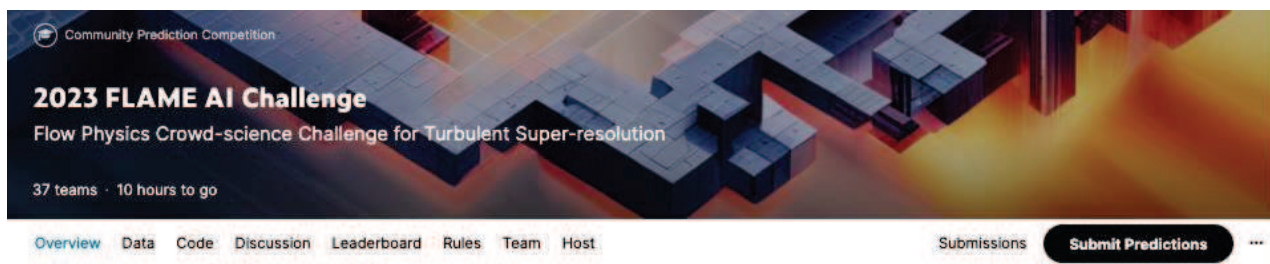 Community Prediction Competition
2023 FLAME AI Challenge
Flow Physics Crowd-science Challenge for Turbulent Super-resolution
37 teams · 10 hours to go
Overview Data Code Discussion Leaderboard Rules Team Host Submissions Submit Predictions ...